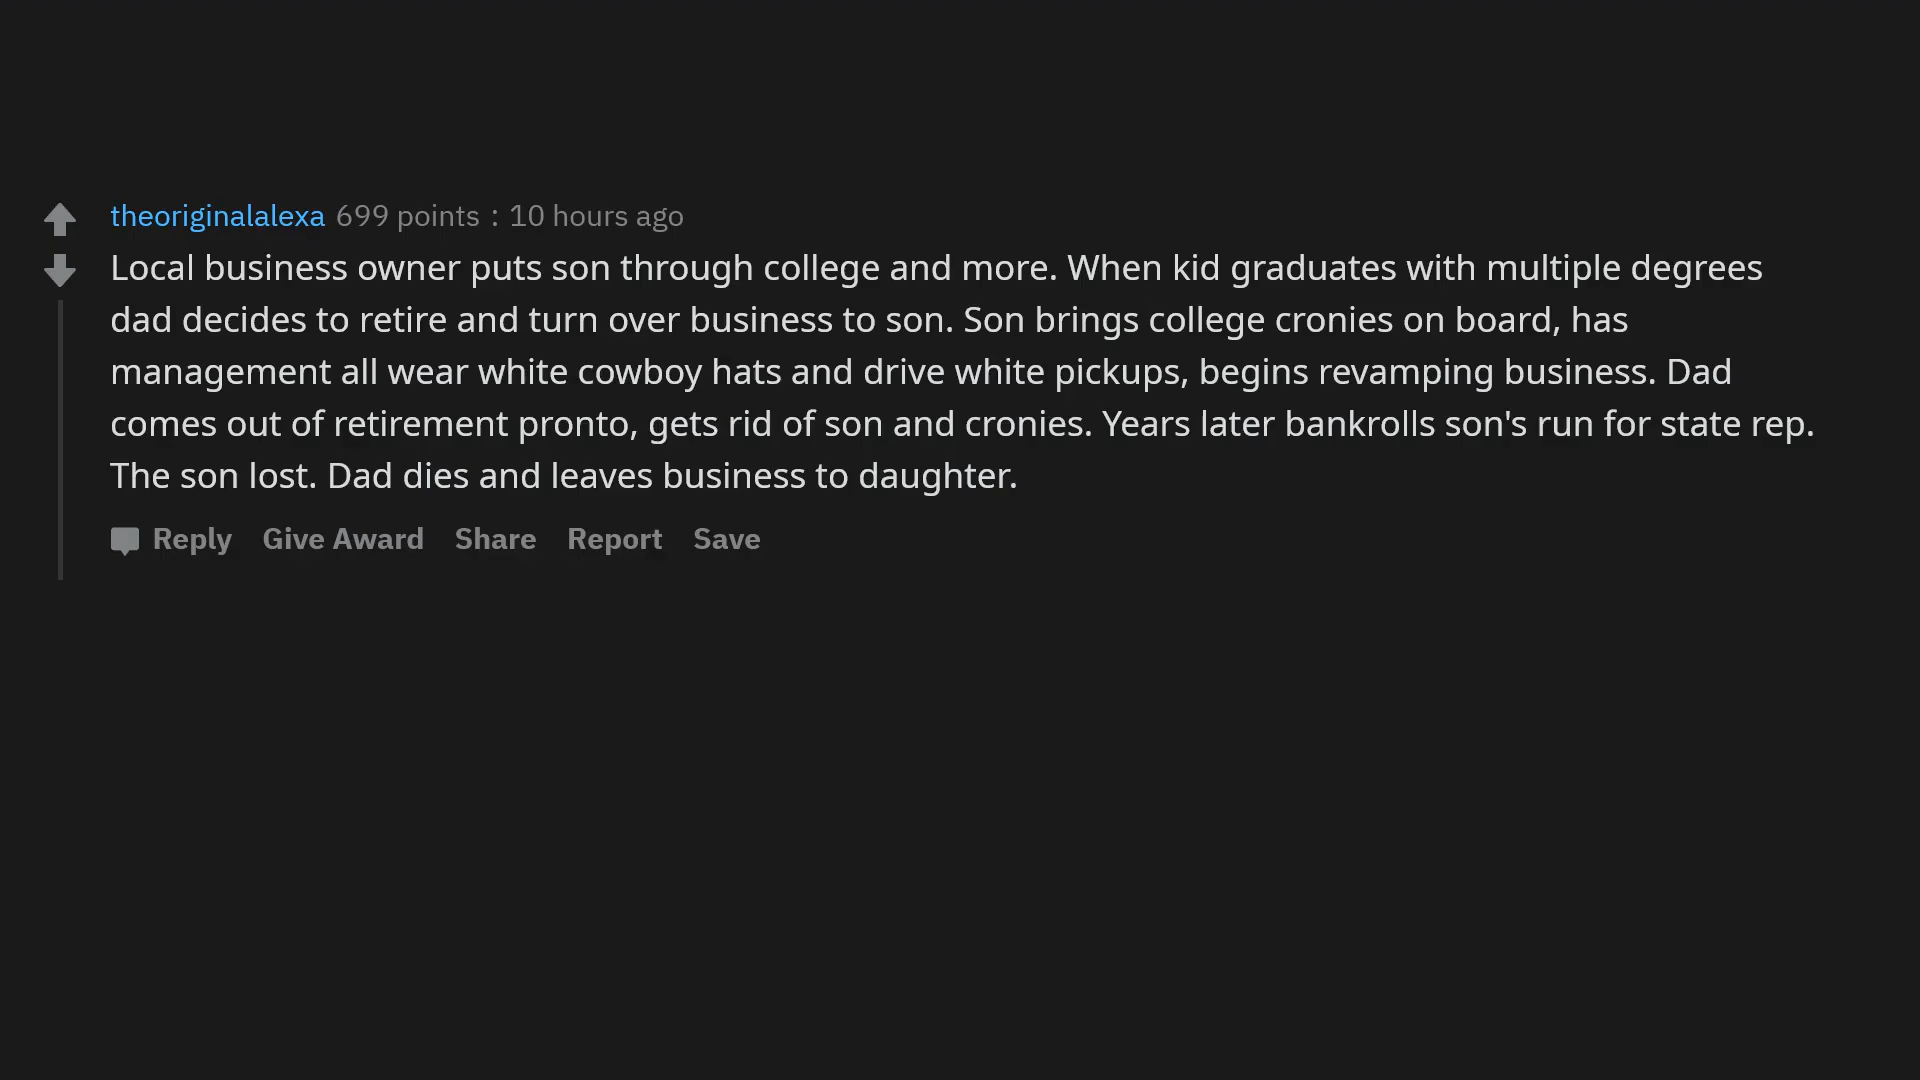 theoriginalalexa 699 points : 10 hours ago
Local business owner puts son through college and more. When kid graduates with multiple degrees
dad decides to retire and turn over business to son. Son brings college cronies on board, has
management all wear white cowboy hats and drive white pickups, begins revamping business. Dad
comes out of retirement pronto, gets rid of son and cronies. Years later bankrolls son's run for state rep.
The son lost. Dad dies and leaves business to daughter.
Reply Give Award Share Report Save